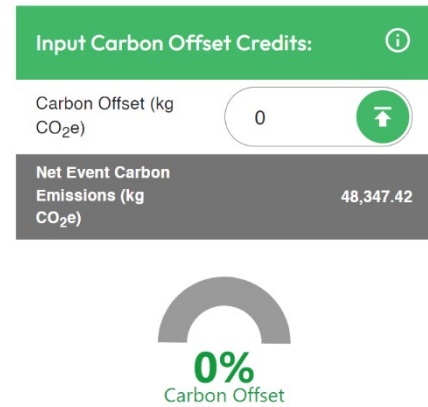 Input Carbon Offset Credits:
Carbon Offset (kg
CO₂e)
0
Net Event Carbon
Emissions (kg
CO₂e)
48,347.42
0%
Carbon Offset